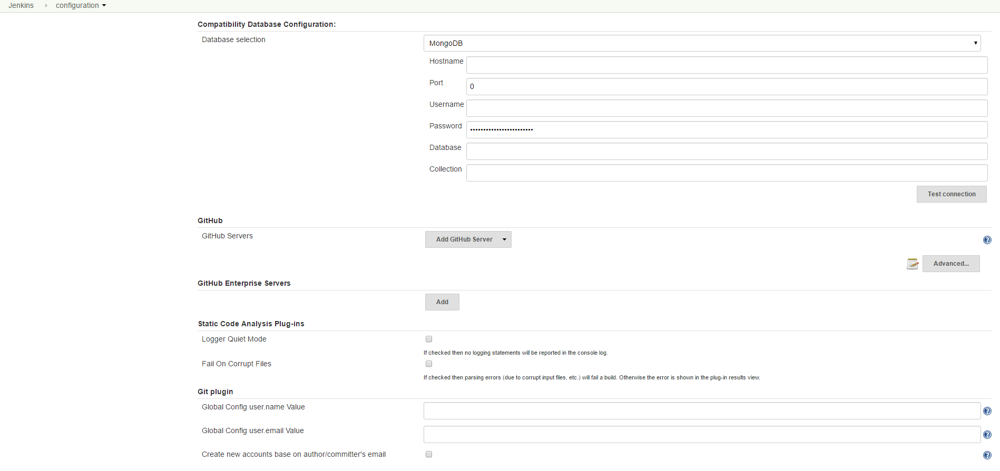 Jenkins configuration
Compatibility Database Configuration:
Database selection
MongoDB
Hostname
Port
0
Username
Password
••••••••••••••••••••••••
Database
Collection
Test connection
GitHub
GitHub Servers
Add GitHub Server
Advanced...
GitHub Enterprise Servers
Add
Static Code Analysis Plug-ins
Logger Quiet Mode
If checked then no logging statements will be reported in the console log.
Fail On Corrupt Files
If checked then parsing errors (due to corrupt input files, etc.) will fail a build. Otherwise the error is shown in the plug-in results view.
Git plugin
Global Config user.name Value
Global Config user.email Value
Create new accounts base on author/committer's email